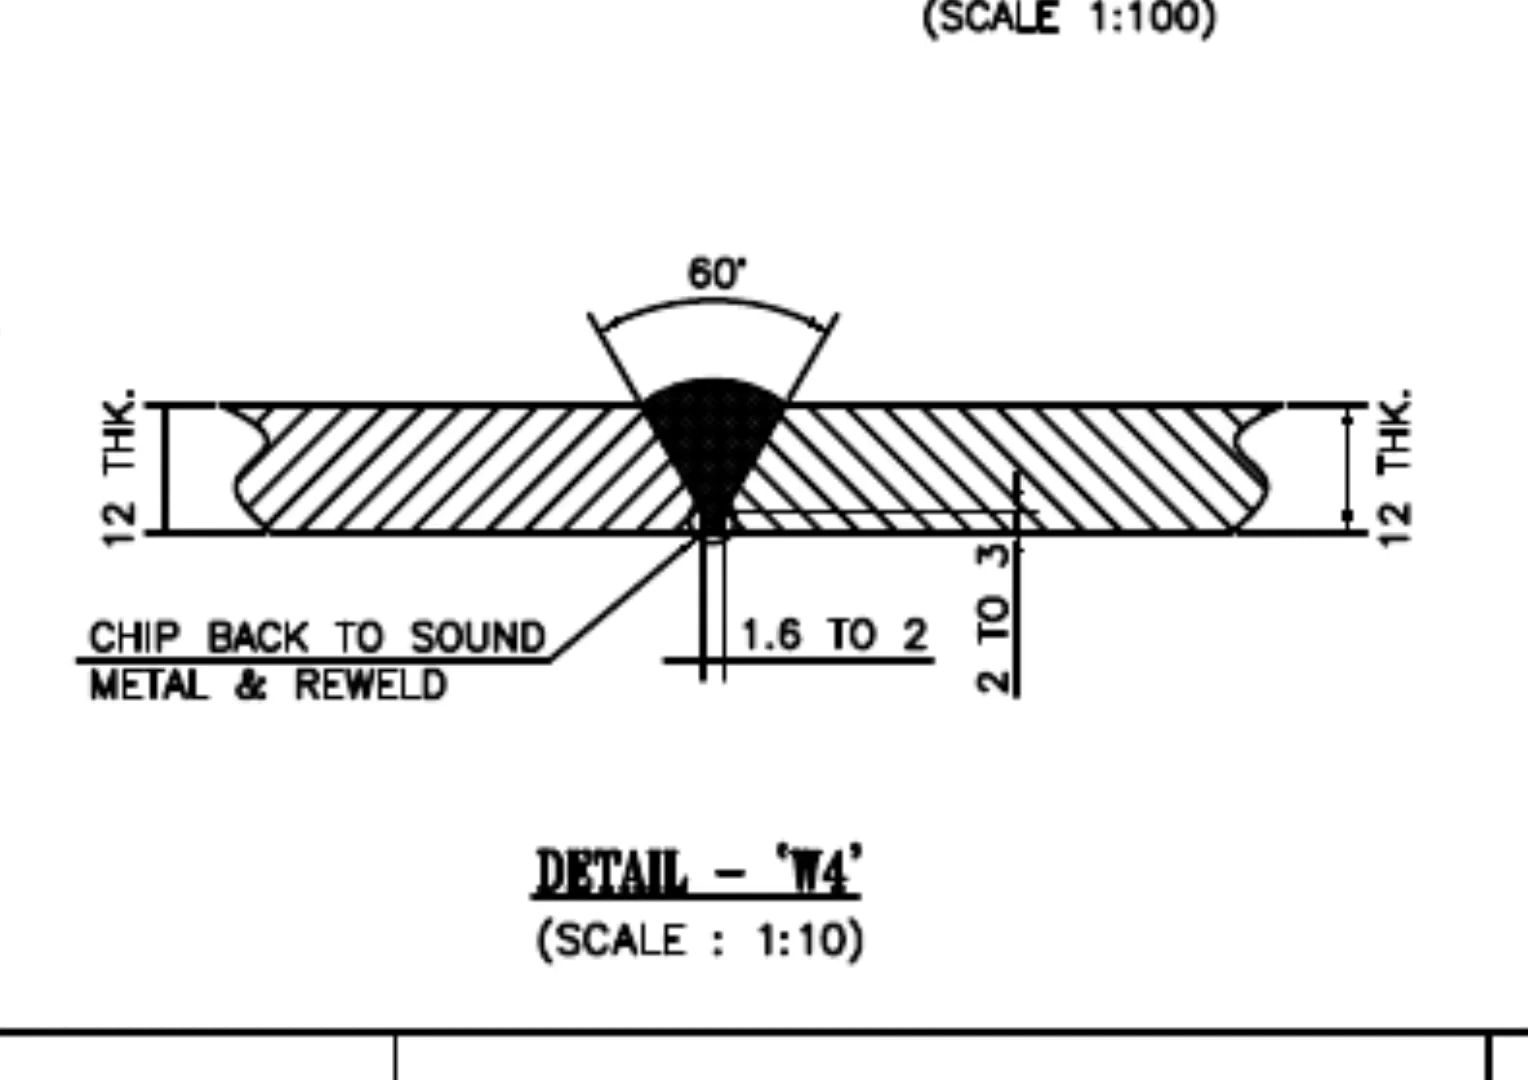 (SCALE 1:100)
60°
12 THK.
12 THK.
CHIP BACK TO SOUND
METAL & REWELD
1.6 TO 2
2 TO 3
DETAIL - 'W4'
(SCALE : 1:10)